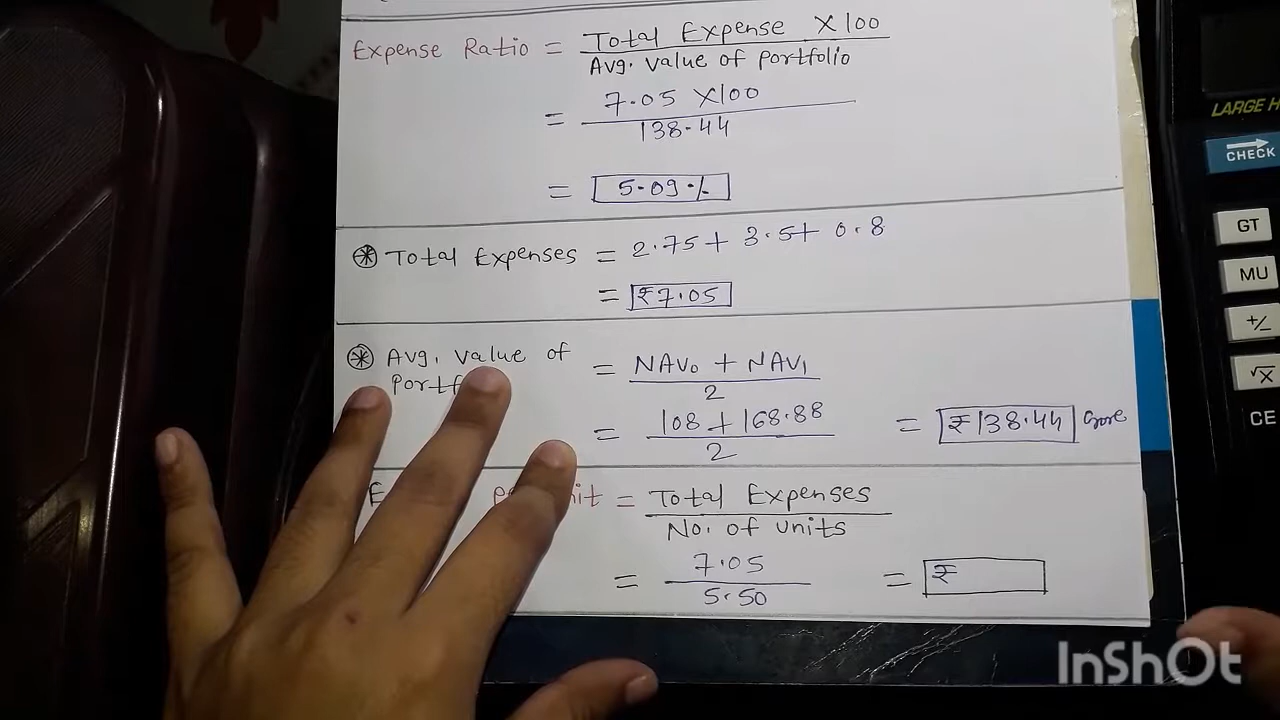 Expense Ratio = Total Expense X100
Avg. value of portfolio
= 7.05 X100
138.44
= 5.09 %
* Total Expenses = 2.75 + 3.5 + 0.8
= ₹7.05
* Avg. value of = NAV₀ + NAV₁
2
= 108 + 168.88 = ₹138.44 Crore
2
= Total Expenses
No. of units
= 7.05 = ₹
5.50
LARGE
CHECK
GT
MU
+/-
√X
CE
InShOt